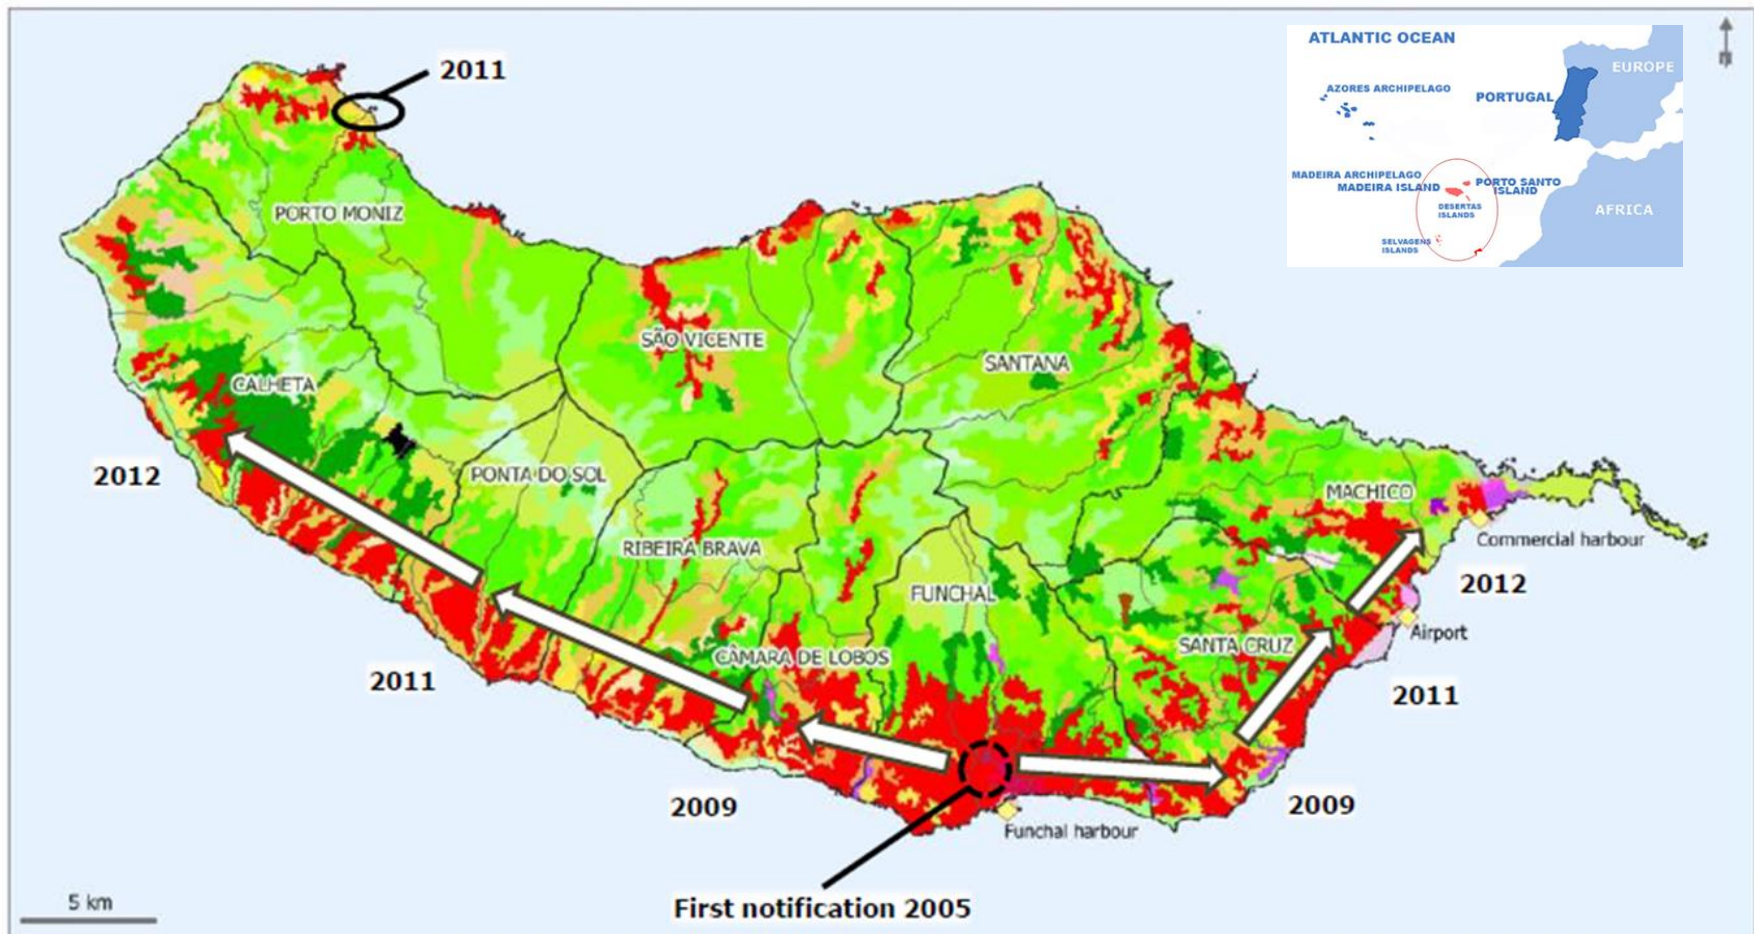 2011
ATLANTIC OCEAN
EUROPE
AZORES ARCHIPELAGO
PORTUGAL
MADEIRA ARCHIPELAGO
MADEIRA ISLAND
PORTO SANTO
ISLAND
DESERTAS
ISLANDS
AFRICA
SELVAGENS
ISLANDS
N
PORTO MONIZ
SÃO VICENTE
SANTANA
CALHETA
2012
PONTA DO SOL
MACHICO
RIBEIRA BRAVA
Commercial harbour
FUNCHAL
2012
Airport
SANTA CRUZ
CÂMARA DE LOBOS
2011
2011
2009
2009
Funchal harbour
5 km
First notification 2005